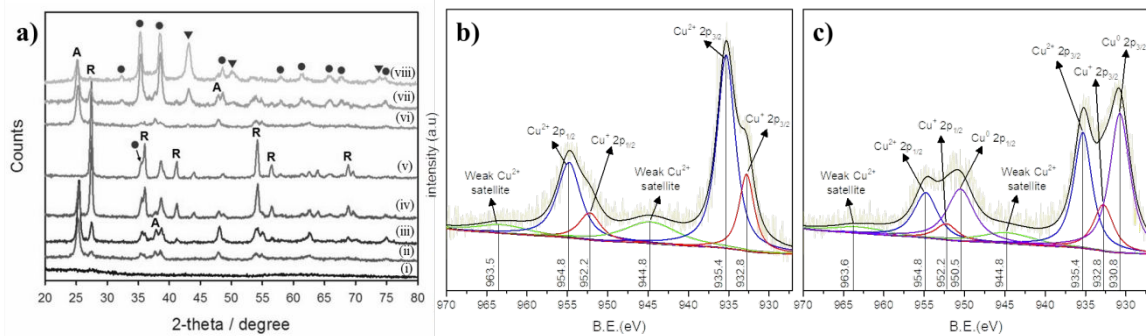 a)
A
R
A
R
R
R
R
R
A
(viii)
(vii)
(vi)
(v)
(iv)
(iii)
(ii)
(i)
Counts
20 25 30 35 40 45 50 55 60 65 70 75 80
2-theta / degree
b)
Cu2+ 2p3/2
Cu2+ 2p1/2
Cu+ 2p1/2
Cu+ 2p3/2
Weak Cu2+
satellite
Weak Cu2+
satellite
intensity (a.u)
963.5
954.8
952.2
944.8
935.4
932.8
970 965 960 955 950 945 940 935 930
B.E.(eV)
c)
Cu0 2p3/2
Cu2+ 2p3/2
Cu+ 2p3/2
Cu+ 2p1/2
Cu0 2p1/2
Cu2+ 2p1/2
Weak Cu2+
satellite
Weak Cu2+
satellite
963.6
954.8
952.2
950.5
944.8
935.4
932.8
930.8
970 965 960 955 950 945 940 935 930
B.E.(eV)